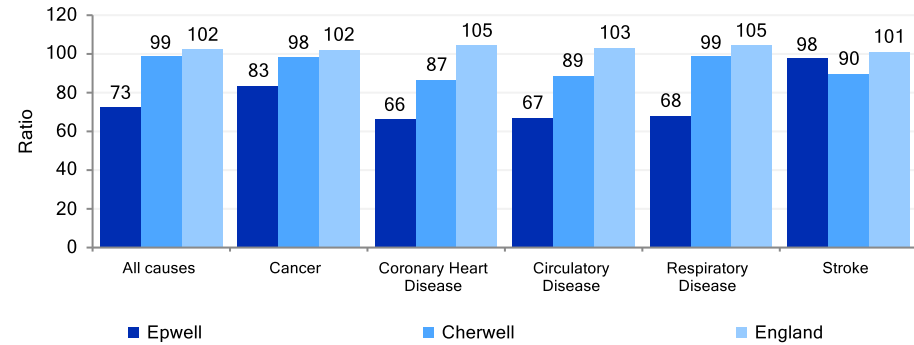 120
100
80
60
40
20
0
Ratio
73 99 102
83 98 102
66 87 105
67 89 103
68 99 105
98 90 101
All causes
Cancer
Coronary Heart
Disease
Circulatory
Disease
Respiratory
Disease
Stroke
Epwell
Cherwell
England